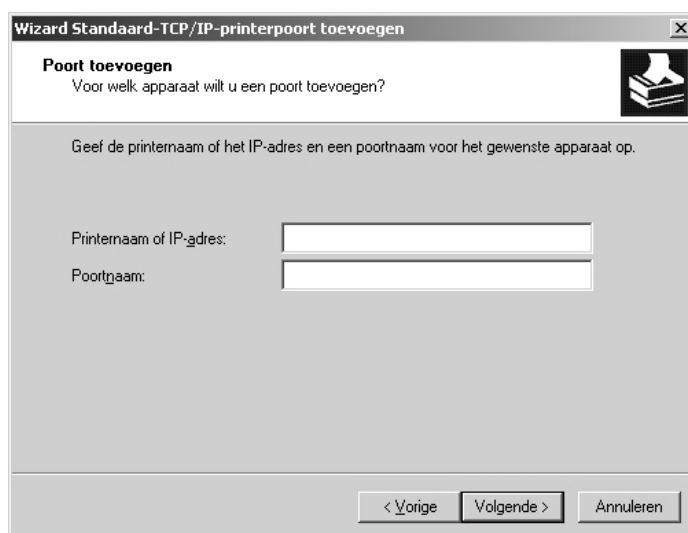 Wizard Standaard-TCP/IP-printerpoort toevoegen
Poort toevoegen
Voor welk apparaat wilt u een poort toevoegen?
Geef de printernaam of het IP-adres en een poortnaam voor het gewenste apparaat op.
Printernaam of IP-adres:
Poortnaam:
< Vorige
Volgende >
Annuleren